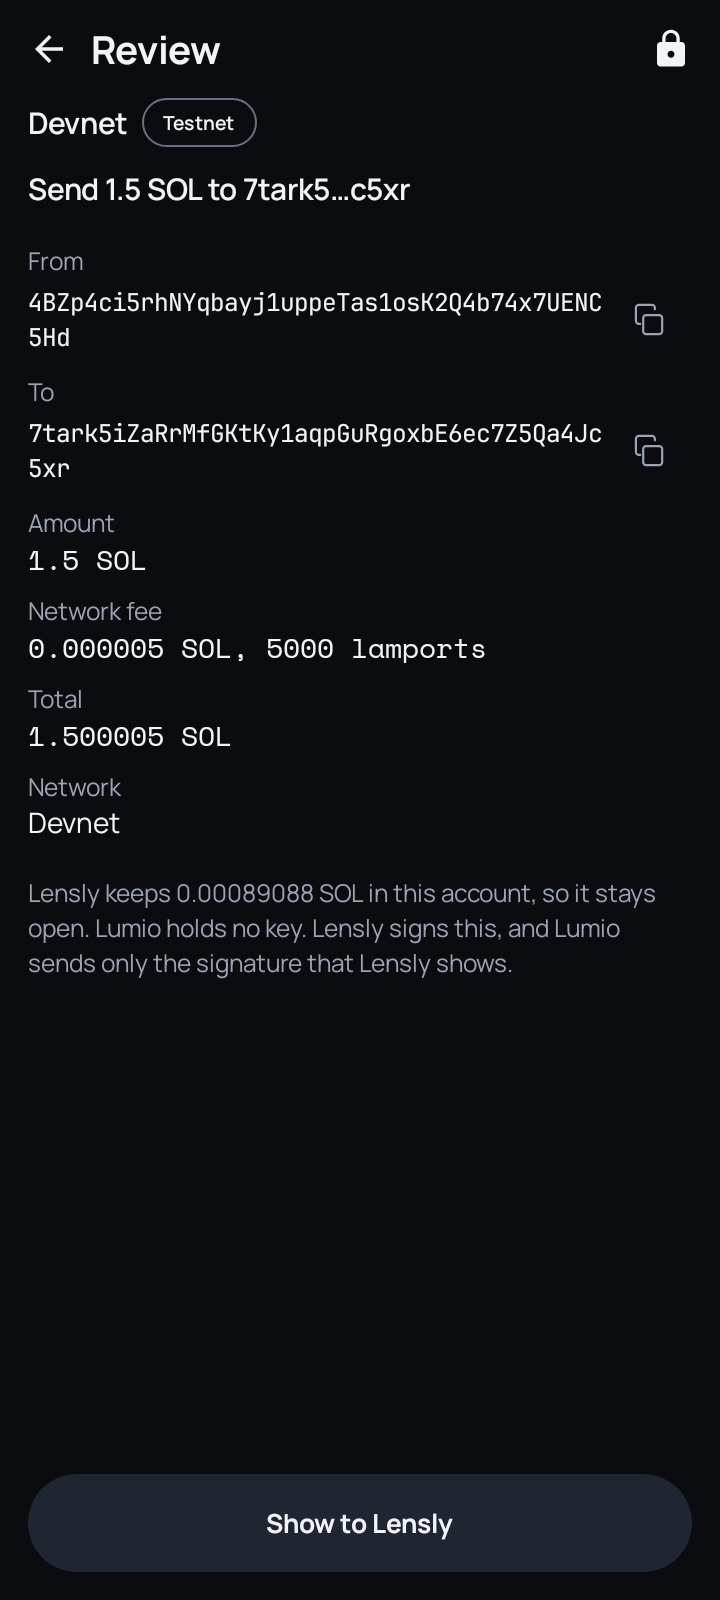 Review
Devnet Testnet
Send 1.5 SOL to 7tark5…c5xr
From
4BZp4ci5rhNYqbayj1uppeTas1osK2Q4b74x7UENC
5Hd
To
7tark5iZaRrMfGKtKy1aqpGuRgoxbE6ec7Z5Qa4Jc
5xr
Amount
1.5 SOL
Network fee
0.000005 SOL, 5000 lamports
Total
1.500005 SOL
Network
Devnet
Lensly keeps 0.00089088 SOL in this account, so it stays
open. Lumio holds no key. Lensly signs this, and Lumio
sends only the signature that Lensly shows.
Show to Lensly